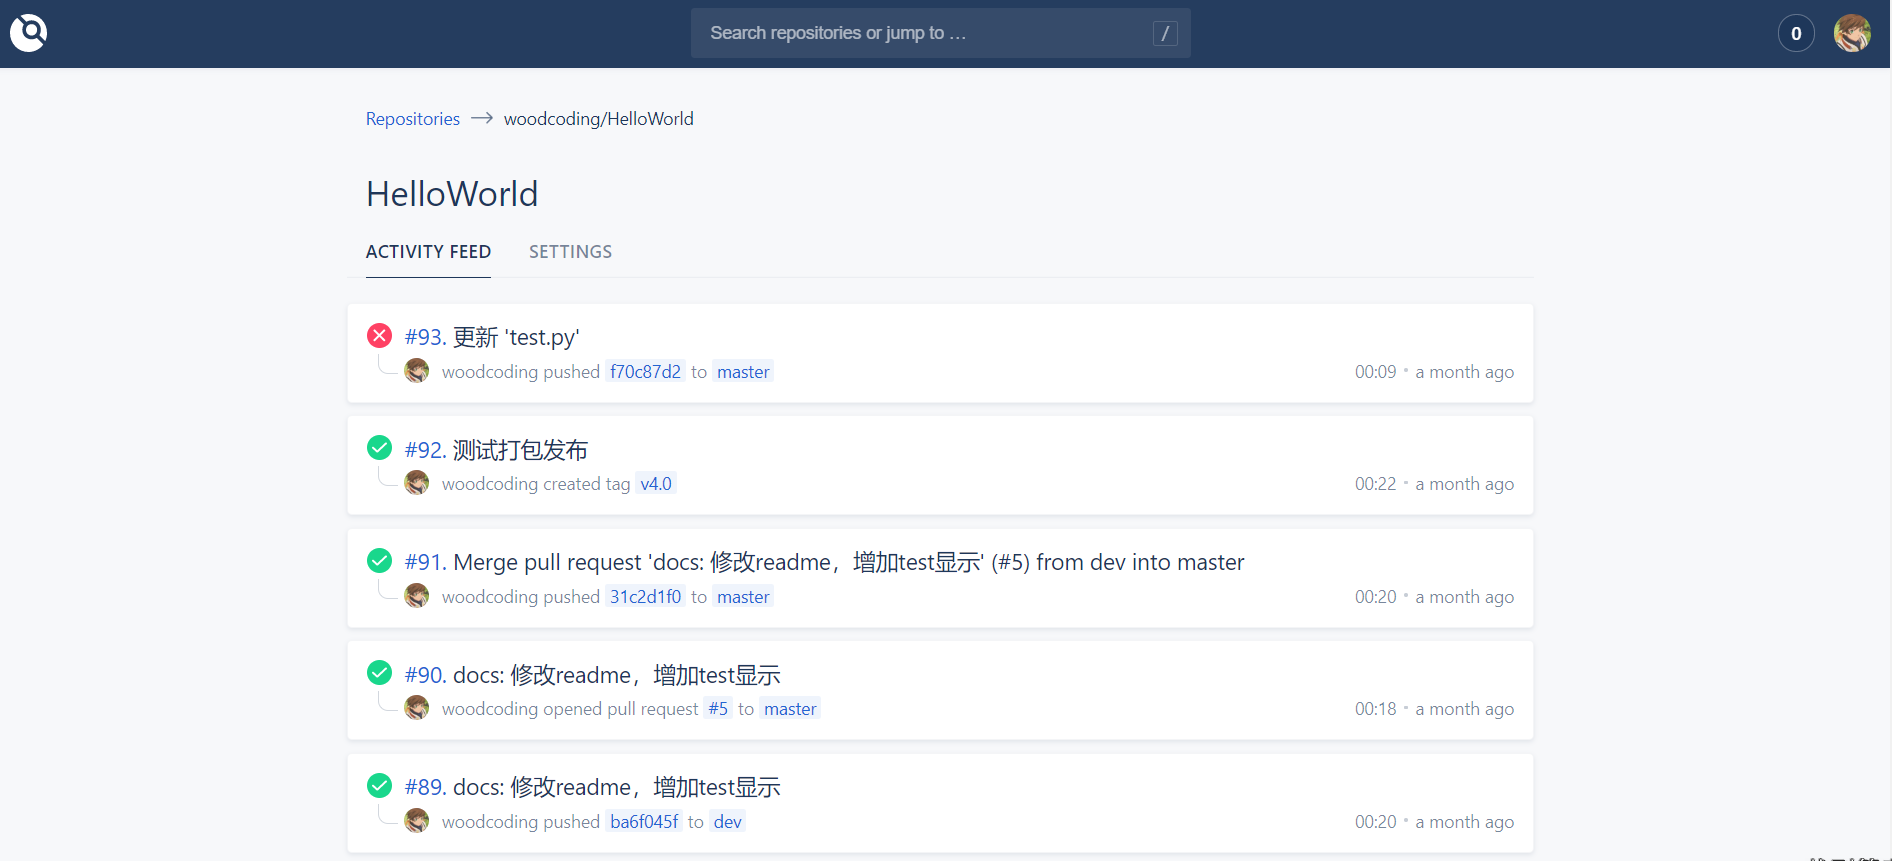 Search repositories or jump to … /
0
Repositories → woodcoding/HelloWorld
HelloWorld
ACTIVITY FEED SETTINGS
#93. 更新 'test.py'
woodcoding pushed f70c87d2 to master 00:09 • a month ago
#92. 测试打包发布
woodcoding created tag v4.0 00:22 • a month ago
#91. Merge pull request 'docs: 修改readme，增加test显示' (#5) from dev into master
woodcoding pushed 31c2d1f0 to master 00:20 • a month ago
#90. docs: 修改readme，增加test显示
woodcoding opened pull request #5 to master 00:18 • a month ago
#89. docs: 修改readme，增加test显示
woodcoding pushed ba6f045f to dev 00:20 • a month ago